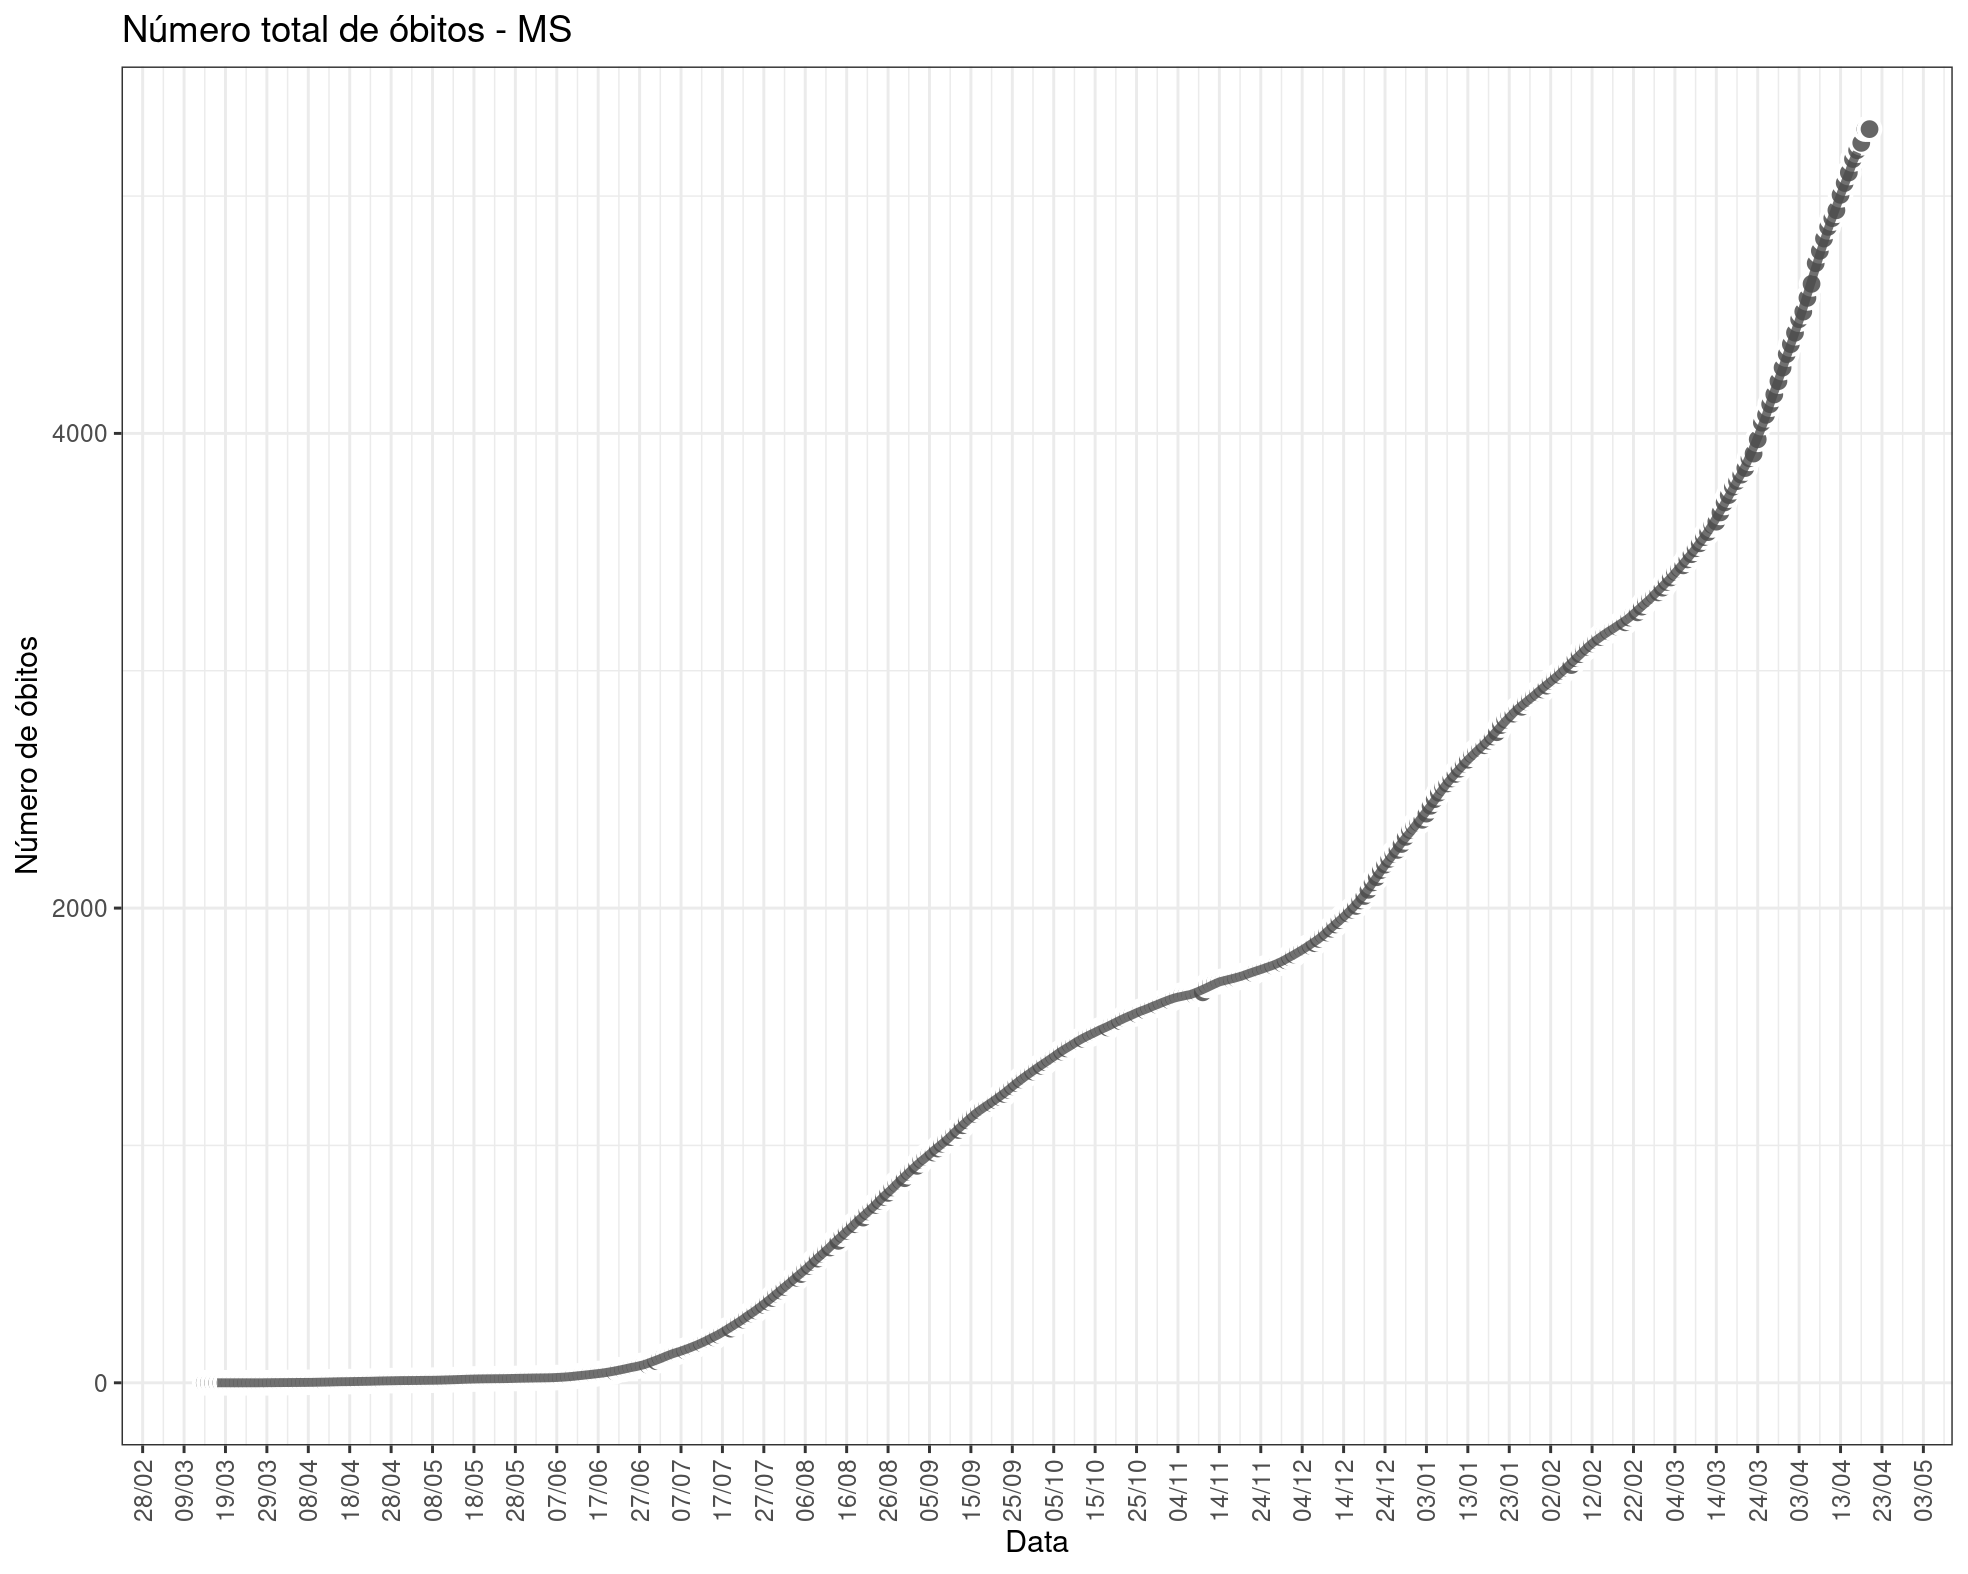 Número total de óbitos - MS
Número de óbitos
4000
2000
0
28/02 09/03 19/03 29/03 08/04 18/04 28/04 08/05 18/05 28/05 07/06 17/06 27/06 07/07 17/07 27/07 06/08 16/08 26/08 05/09 15/09 25/09 05/10 15/10 25/10 04/11 14/11 24/11 04/12 14/12 24/12 03/01 13/01 23/01 02/02 12/02 22/02 04/03 14/03 24/03 03/04 13/04 23/04 03/05
Data